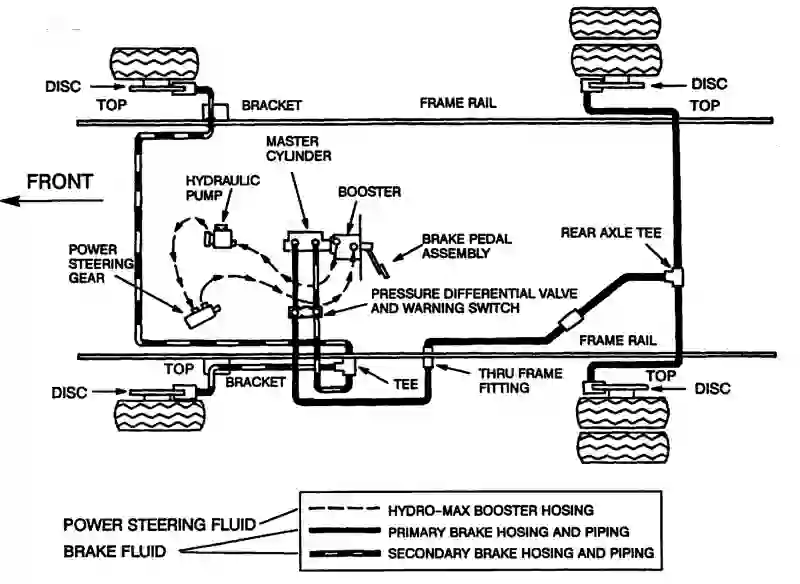 DISC
TOP
BRACKET
FRAME RAIL
DISC
TOP
MASTER
CYLINDER
FRONT
HYDRAULIC
PUMP
BOOSTER
POWER
STEERING
GEAR
BRAKE PEDAL
ASSEMBLY
REAR AXLE TEE
PRESSURE DIFFERENTIAL VALVE
AND WARNING SWITCH
FRAME RAIL
TOP
BRACKET
DISC
TEE
THRU FRAME
FITTING
TOP
DISC
POWER STEERING FLUID
BRAKE FLUID
HYDRO-MAX BOOSTER HOSING
PRIMARY BRAKE HOSING AND PIPING
SECONDARY BRAKE HOSING AND PIPING